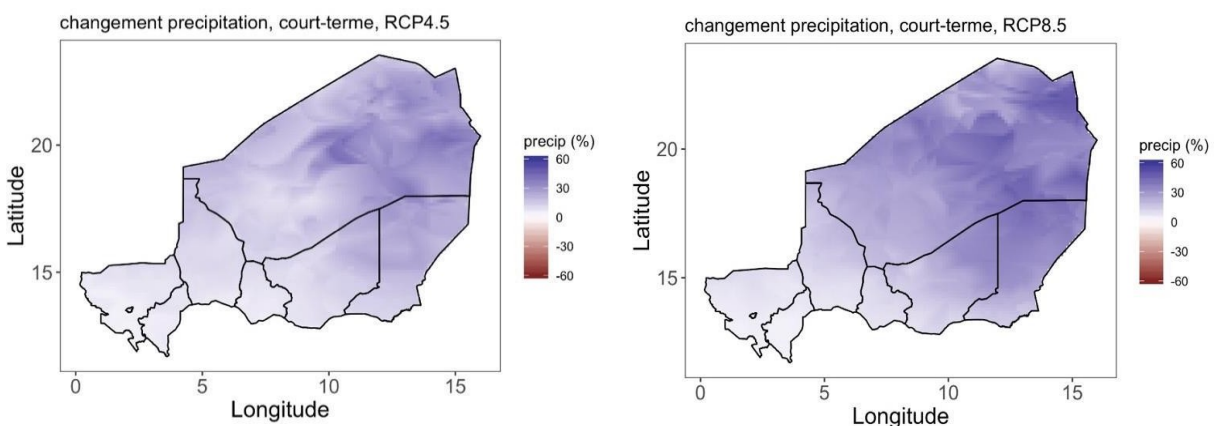 changement precipitation, court-terme, RCP4.5
20
15
Latitude
0 5 10 15
Longitude
precip (%)
60
30
0
-30
-60
changement precipitation, court-terme, RCP8.5
20
15
Latitude
0 5 10 15
Longitude
precip (%)
60
30
0
-30
-60